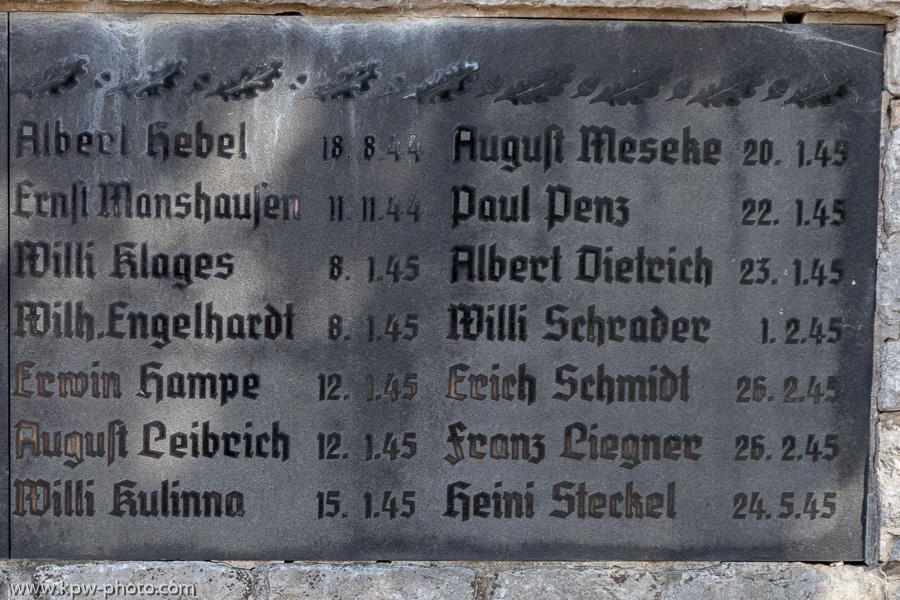 Albert Hebel 18. 8. 44
Ernst Manshausen 11. 11. 44
Willi Klages 8. 1.45
Wilh. Engelhardt 8. 1.45
Erwin Hampe 12. 1.45
August Leibrich 12. 1.45
Willi Kulinna 15. 1.45
August Meseke 20. 1.45
Paul Penz 22. 1.45
Albert Dietrich 23. 1.45
Willi Schrader 1. 2.45
Erich Schmidt 26. 2.45
Franz Liegner 26. 2.45
Heini Steckel 24. 5.45
www.kpw-photo.com